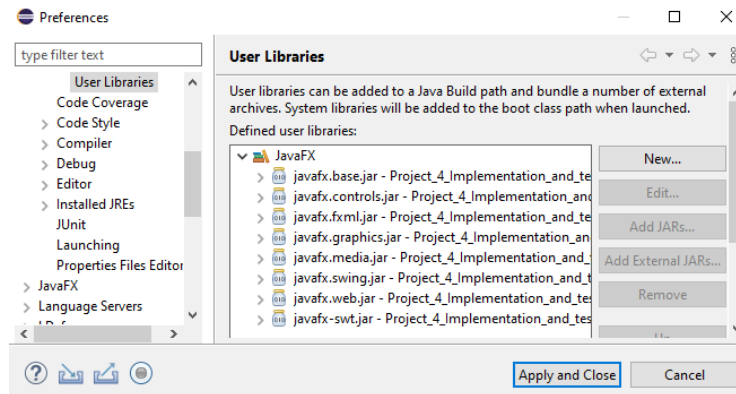 Preferences
type filter text
User Libraries
Code Coverage
Code Style
Compiler
Debug
Editor
Installed JREs
JUnit
Launching
Properties Files Editor
JavaFX
Language Servers
User Libraries
User libraries can be added to a Java Build path and bundle a number of external
archives. System libraries will be added to the boot class path when launched.
Defined user libraries:
JavaFX
javafx.base.jar - Project_4_Implementation_and_te
javafx.controls.jar - Project_4_Implementation_and
javafx.fxml.jar - Project_4_Implementation_and_te
javafx.graphics.jar - Project_4_Implementation_an
javafx.media.jar - Project_4_Implementation_and_
javafx.swing.jar - Project_4_Implementation_and_t
javafx.web.jar - Project_4_Implementation_and_tes
javafx-swt.jar - Project_4_Implementation_and_tes
New...
Edit...
Add JARs...
Add External JARs...
Remove
Apply and Close
Cancel